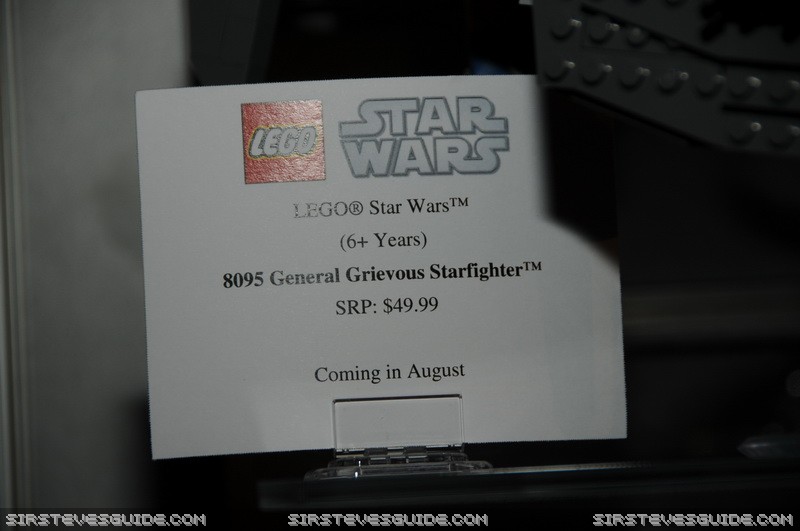 LEGO
STAR
WARS
LEGO® Star Wars™
(6+ Years)
8095 General Grievous Starfighter™
SRP: $49.99
Coming in August
SIRSTEVESGUIDE.COM SIRSTEVESGUIDE.COM SIRSTEVESGUIDE.COM